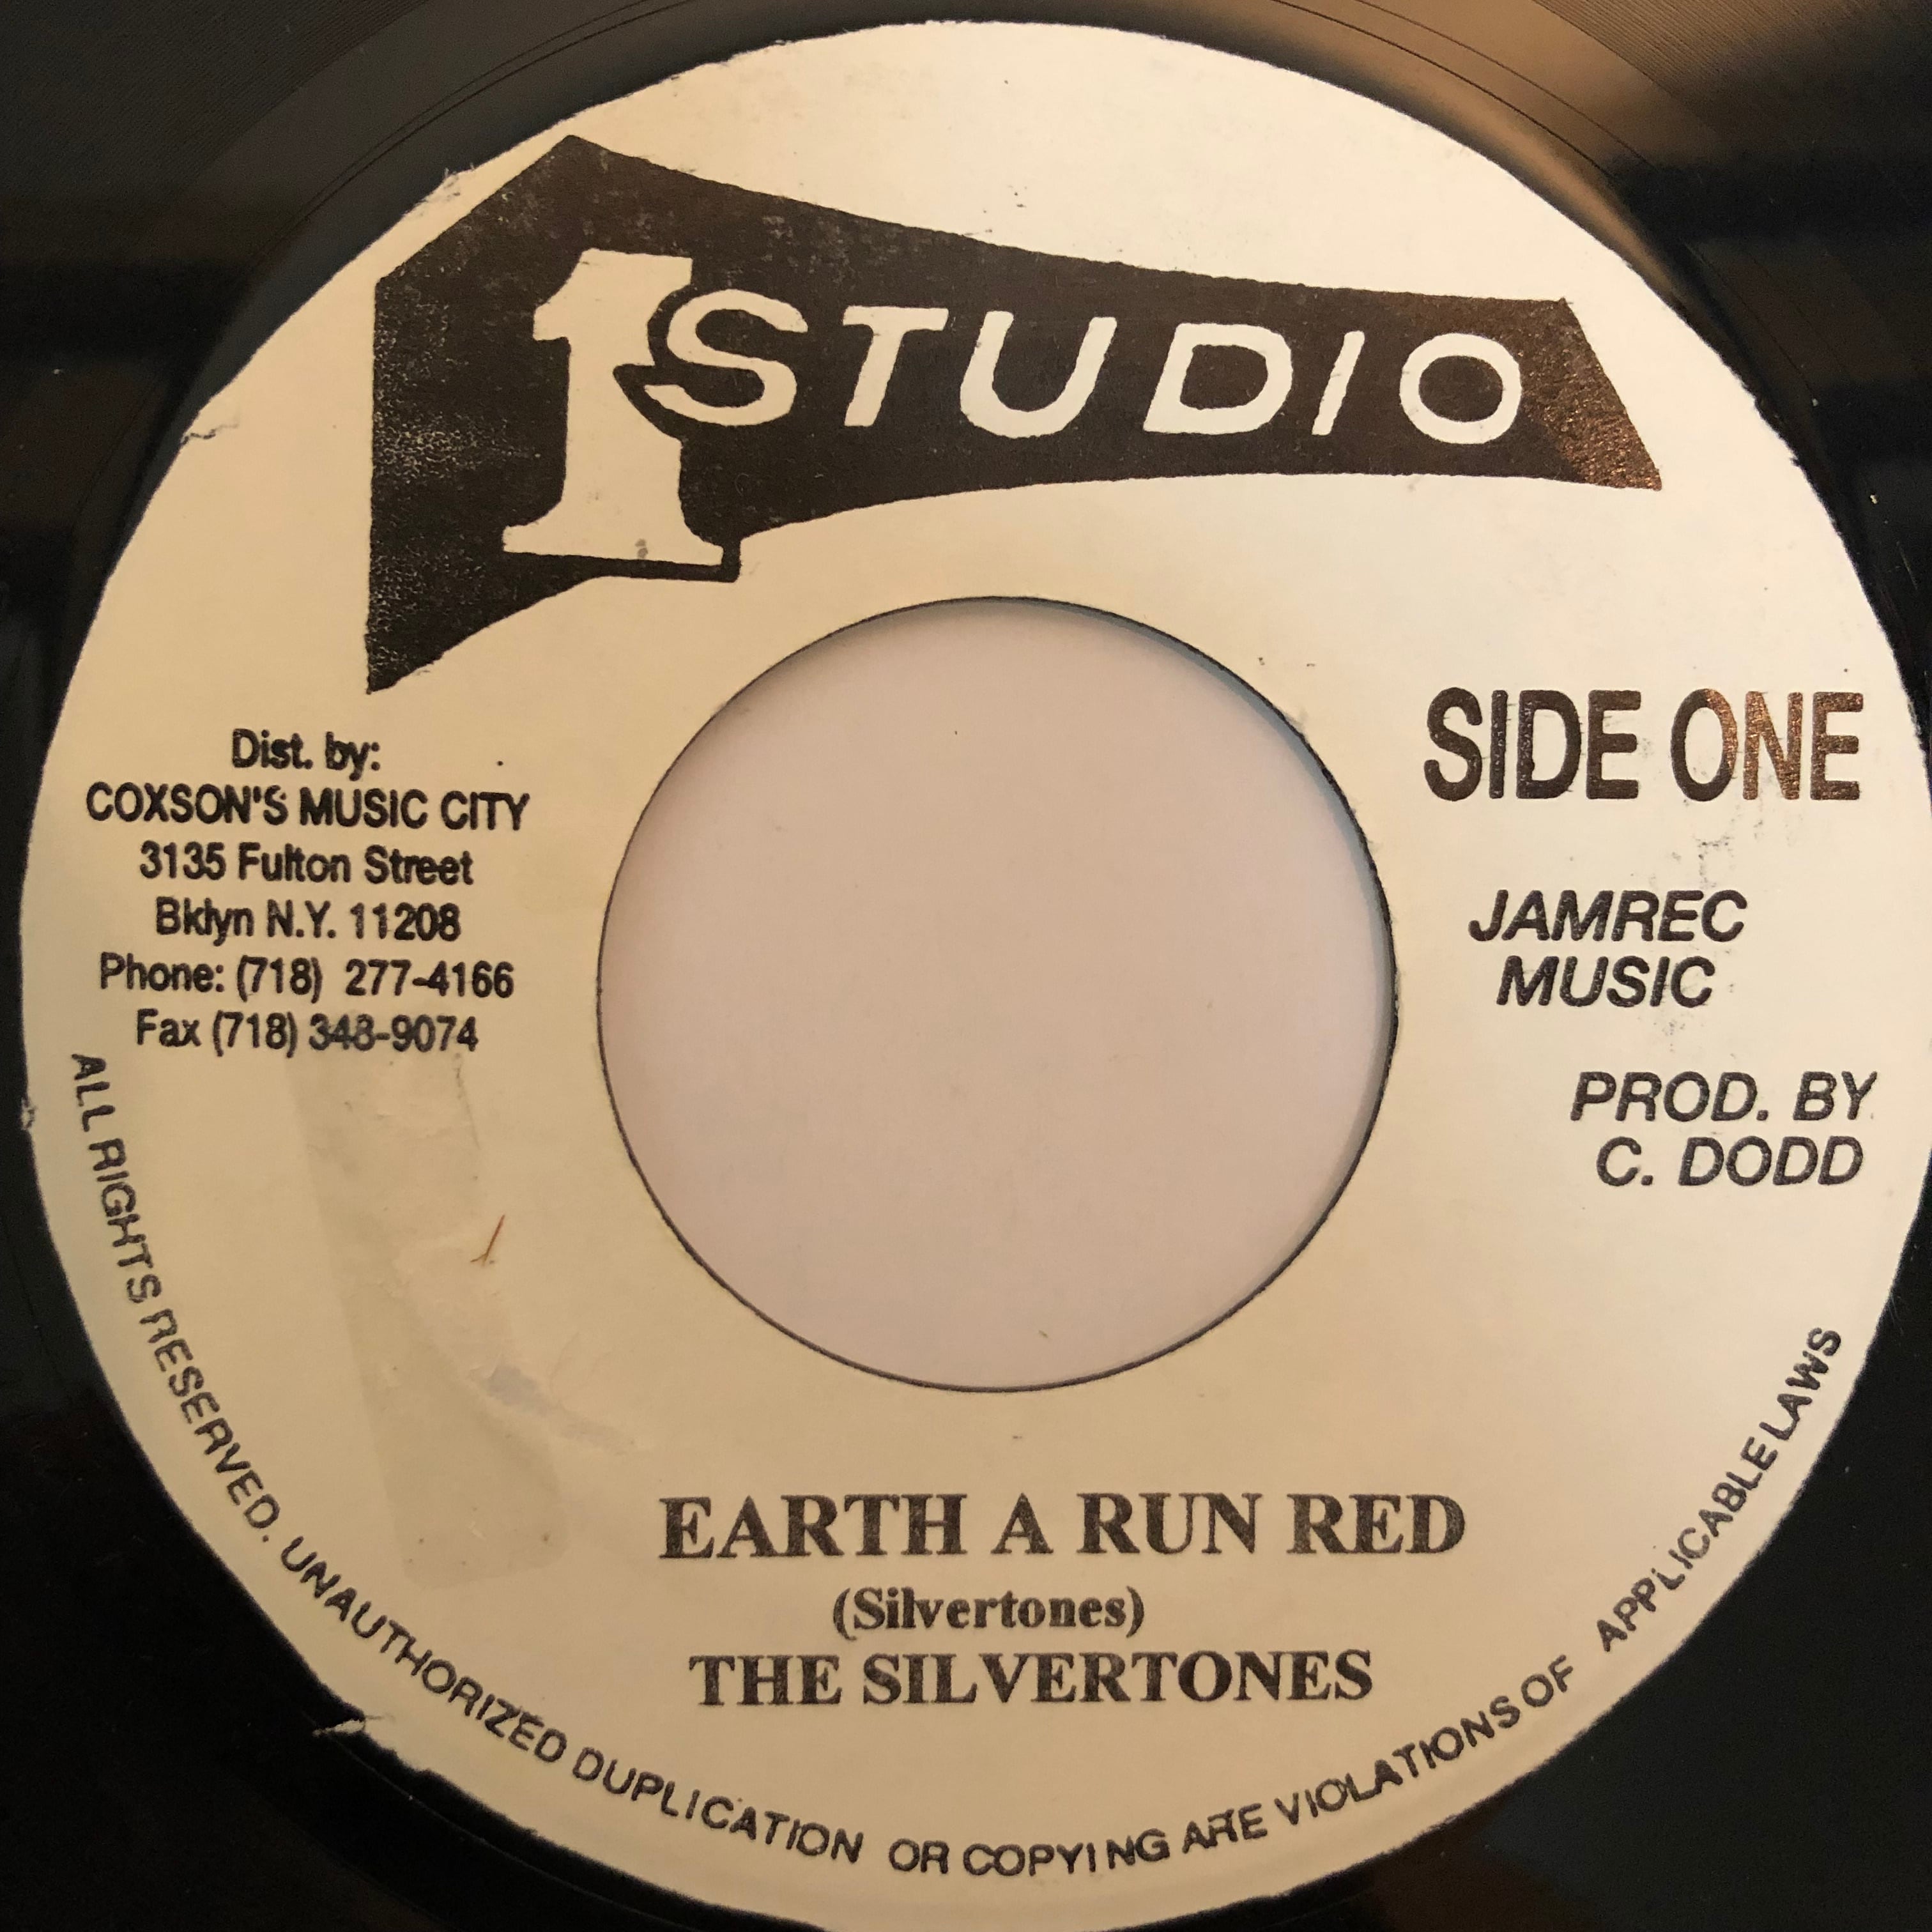 1 STUDIO
Dist. by:
COXSON'S MUSIC CITY
3135 Fulton Street
Bklyn N.Y. 11208
Phone: (718) 277-4166
Fax (718) 348-9074
SIDE ONE
JAMREC
MUSIC
PROD. BY
C. DODD
EARTH A RUN RED
(Silvertones)
THE SILVERTONES
ALL RIGHTS RESERVED. UNAUTHORIZED DUPLICATION OR COPYING ARE VIOLATIONS OF APPLICABLE LAWS